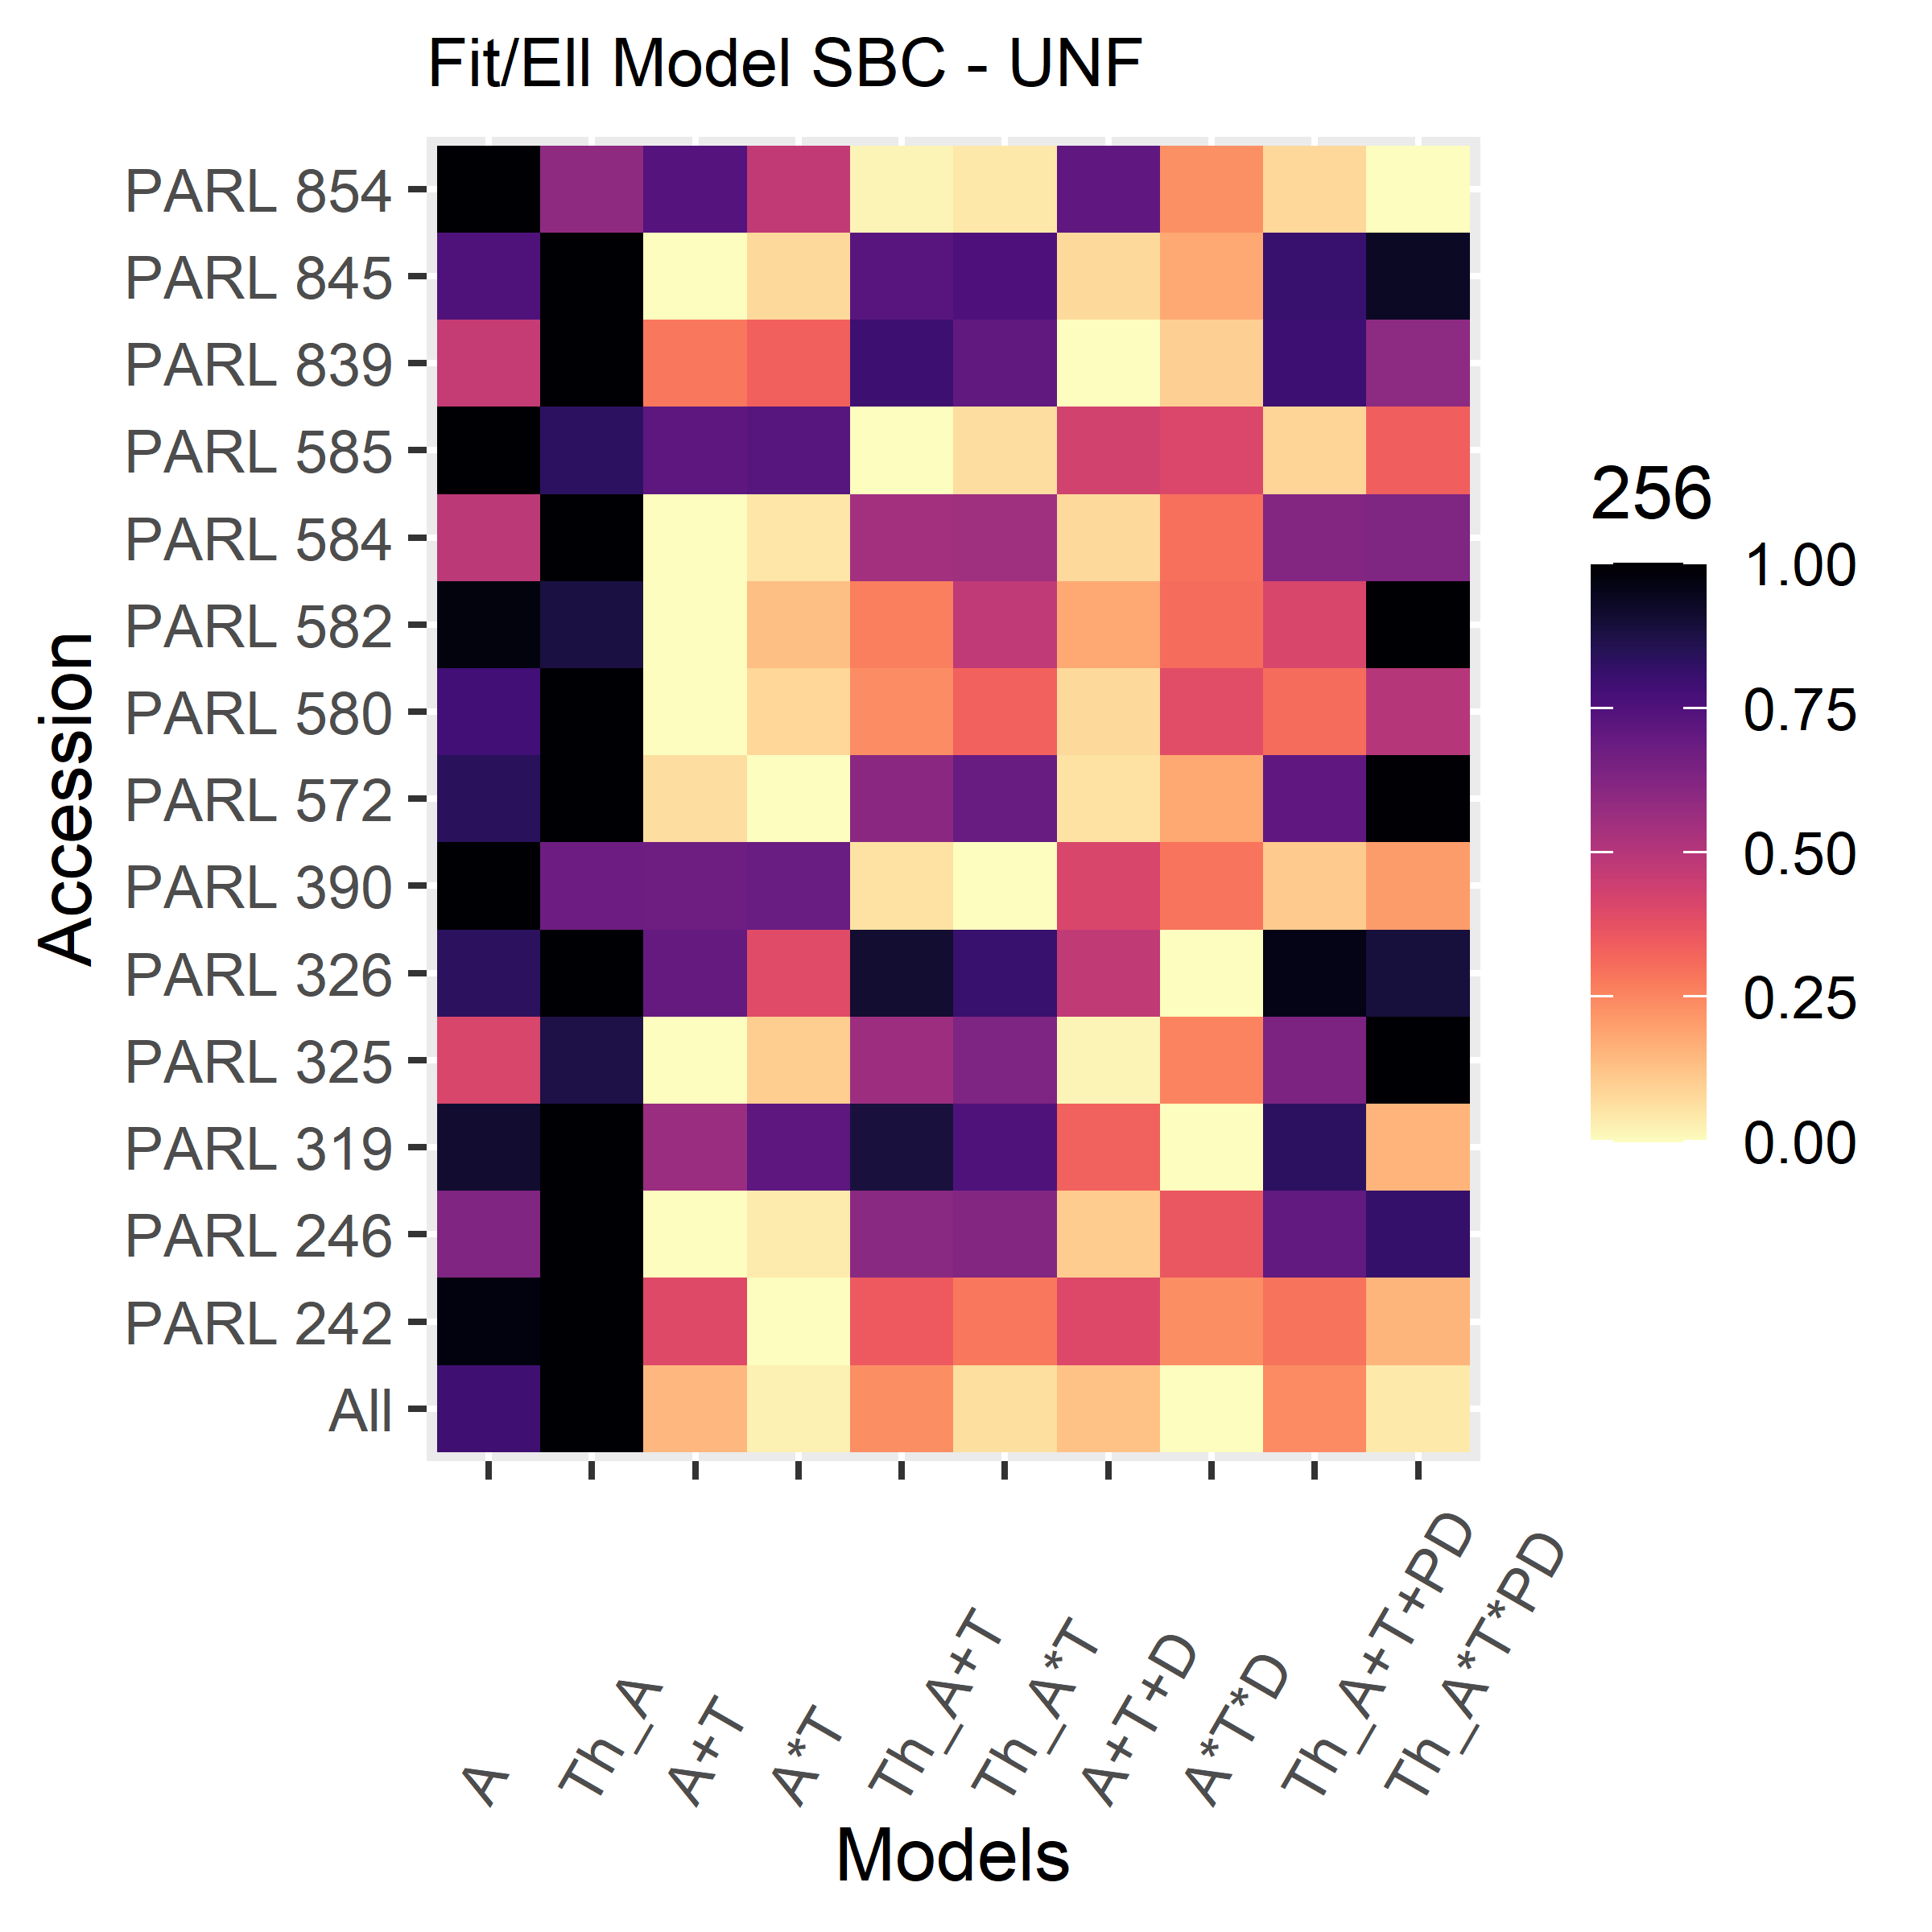 Fit/Ell Model SBC - UNF
PARL 854
PARL 845
PARL 839
PARL 585
PARL 584
PARL 582
PARL 580
PARL 572
PARL 390
PARL 326
PARL 325
PARL 319
PARL 246
PARL 242
All
Accession
A
Th_A
A+T
A*T
Th_A+T
Th_A*T
A+T+D
A*T*D
Th_A+T+PD
Th_A*T*PD
Models
256
1.00
0.75
0.50
0.25
0.00